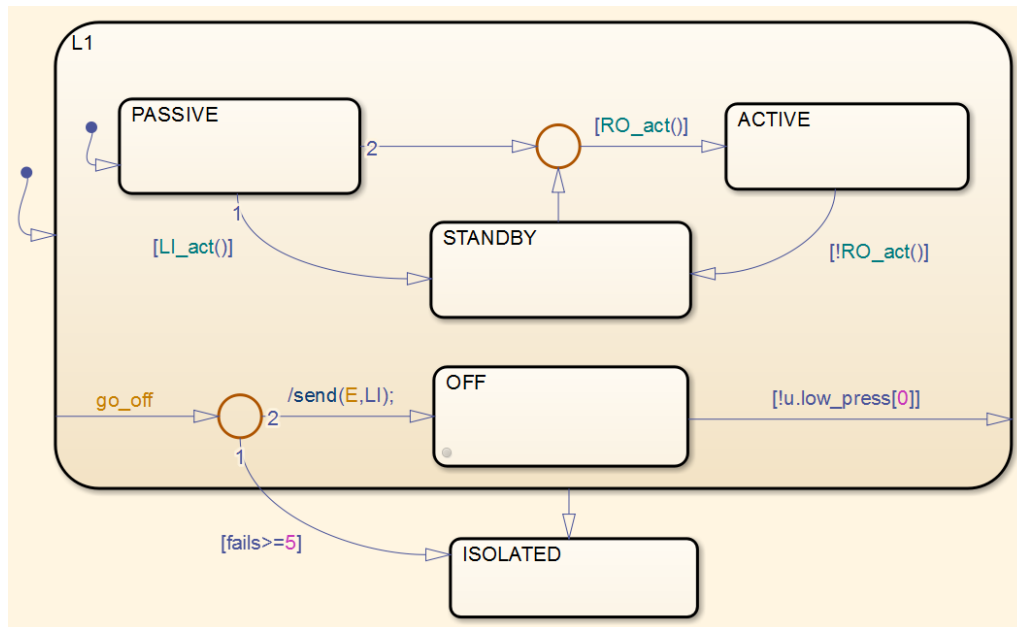 L1
PASSIVE
2
[RO_act()]
ACTIVE
1
[LI_act()]
STANDBY
[!RO_act()]
go_off
/send(E,LI);
2
OFF
[!u.low_press[0]]
1
[fails>=5]
ISOLATED